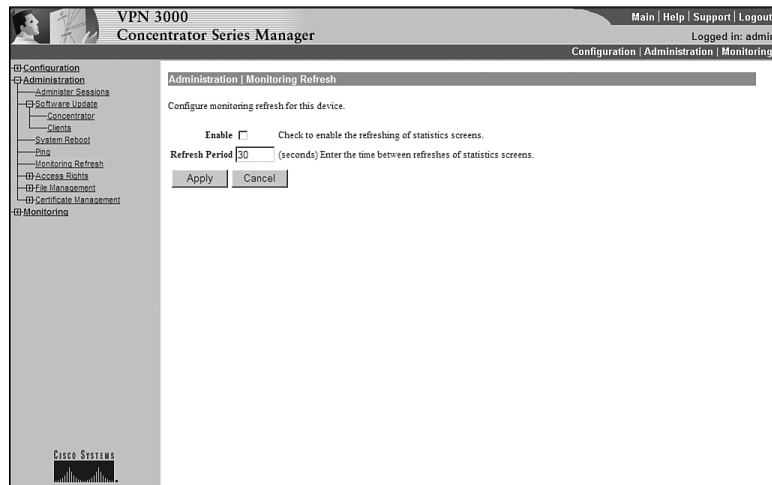 VPN 3000
Concentrator Series Manager
Main | Help | Support | Logout
Logged in: admin
Configuration | Administration | Monitoring
Configuration
Administration
Administer Sessions
Software Update
Concentrator
Clients
System Reboot
Ping
Monitoring Refresh
Access Rights
File Management
Certificate Management
Monitoring
Administration | Monitoring Refresh
Configure monitoring refresh for this device.
Enable Check to enable the refreshing of statistics screens.
Refresh Period 30 (seconds) Enter the time between refreshes of statistics screens.
Apply Cancel
CISCO SYSTEMS